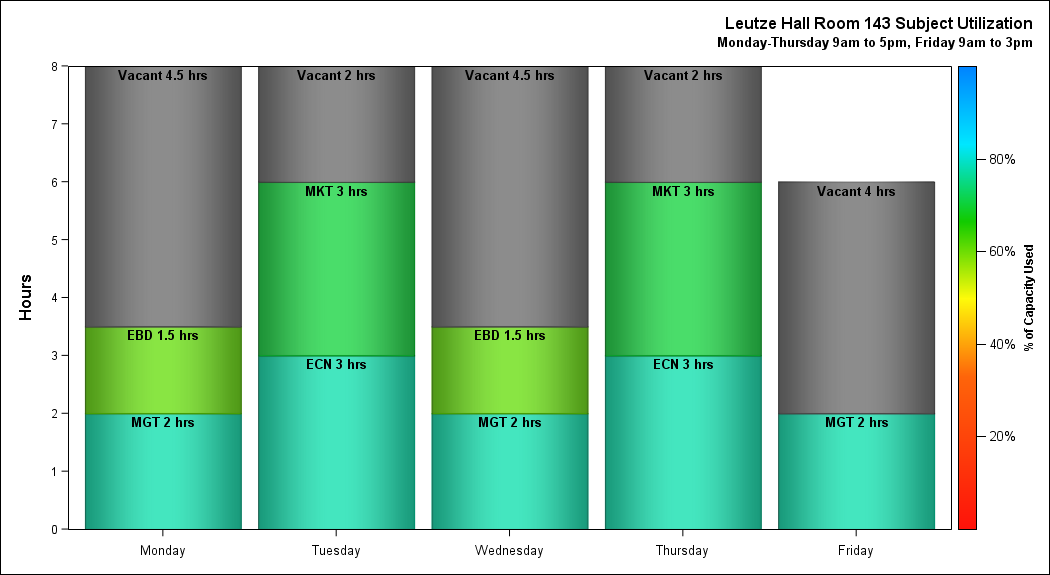 Leutze Hall Room 143 Subject Utilization
Monday-Thursday 9am to 5pm, Friday 9am to 3pm
Hours
8
7
6
5
4
3
2
1
0
Vacant 4.5 hrs
EBD 1.5 hrs
MGT 2 hrs
Vacant 2 hrs
MKT 3 hrs
ECN 3 hrs
Vacant 4.5 hrs
EBD 1.5 hrs
MGT 2 hrs
Vacant 2 hrs
MKT 3 hrs
ECN 3 hrs
Vacant 4 hrs
MGT 2 hrs
Monday
Tuesday
Wednesday
Thursday
Friday
80%
60%
40%
20%
% of Capacity Used